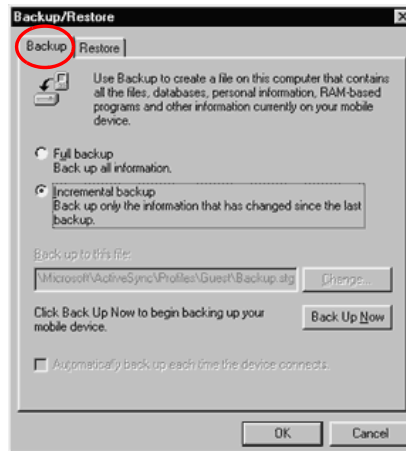 Backup/Restore
Backup Restore
Use Backup to create a file on this computer that contains
all the files, databases, personal information, RAM-based
programs and other information currently on your mobile
device.
Full backup
Back up all information.
Incremental backup
Back up only the information that has changed since the last
backup.
Back up to this file:
\Microsoft\ActiveSync\Profiles\Guest\Backup.stg Change...
Click Back Up Now to begin backing up your
mobile device.
Back Up Now
Automatically back up each time the device connects.
OK Cancel